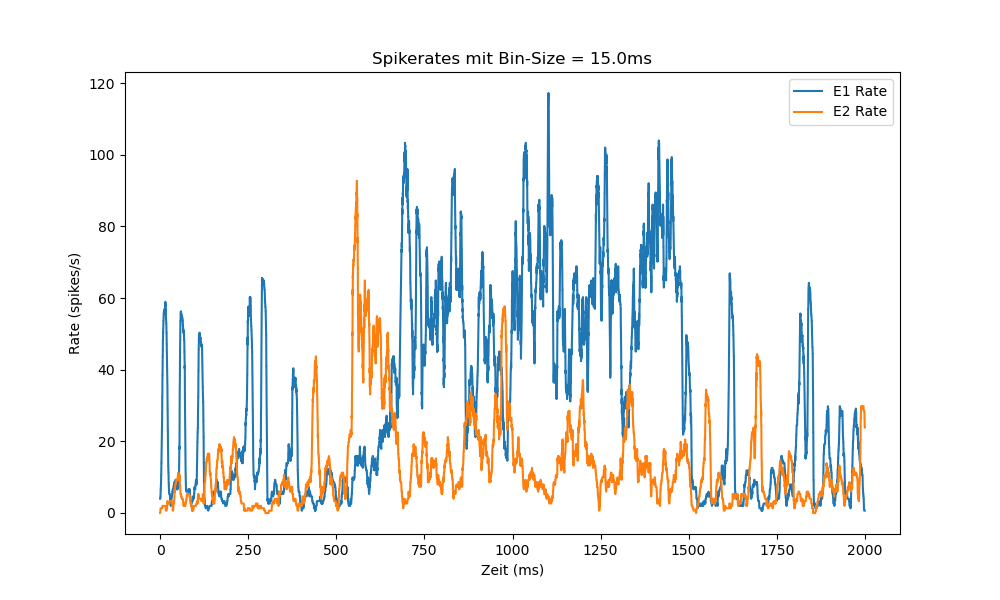 Spikerates mit Bin-Size = 15.0ms
E1 Rate
E2 Rate
Rate (spikes/s)
120
100
80
60
40
20
0
0 250 500 750 1000 1250 1500 1750 2000
Zeit (ms)